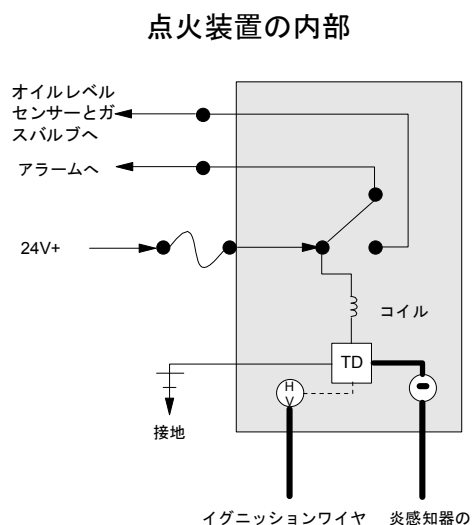 点火装置の内部
オイルレベル
センサーとガ
スバルブへ
アラームへ
24V+
コイル
TD
H
V
接地
イグニッションワイヤ
炎感知器の